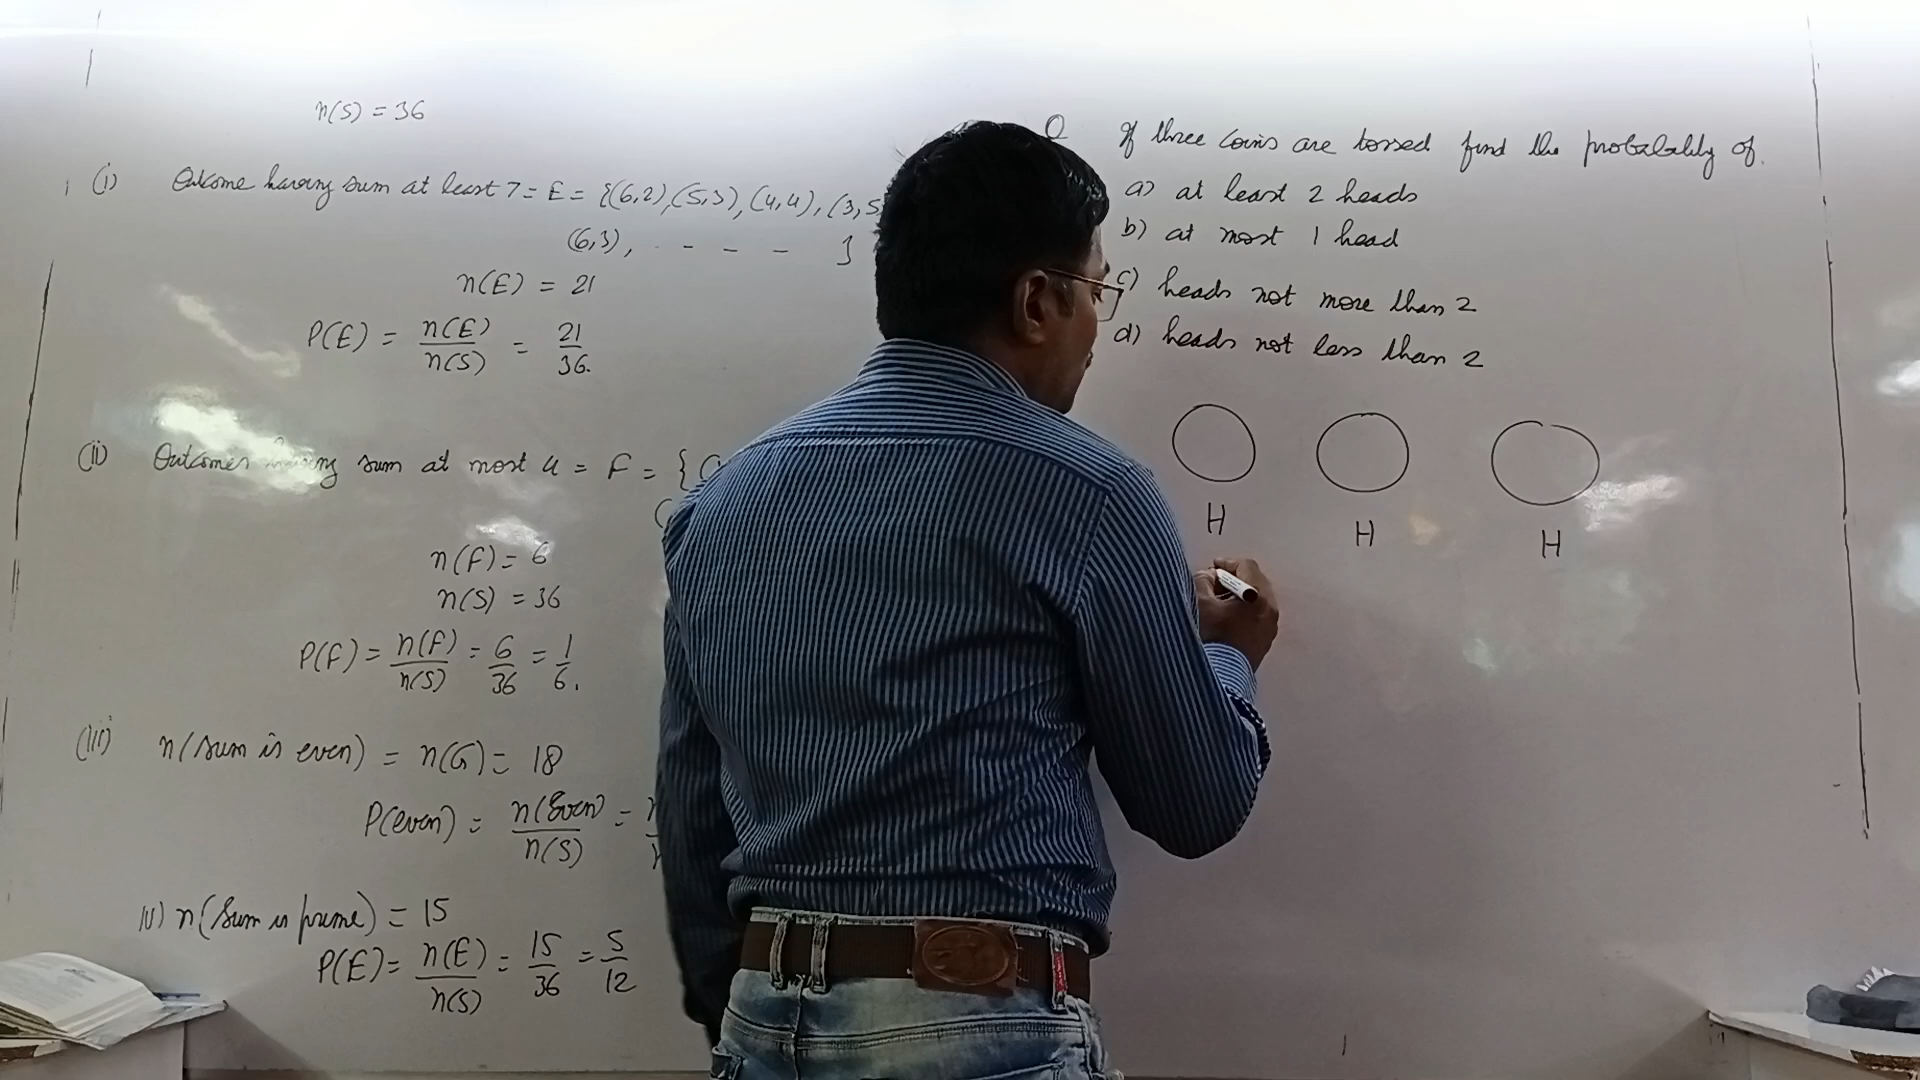 n(S) = 36
(i) Outcome having sum at least 7 = E = {(6,2), (5,3), (4,4), (3,5
(6,3), - - - - }
n(E) = 21
P(E) = n(E)/n(S) = 21/36.
(ii) Outcomes having sum at most 4 = F = {(
(
n(F) = 6
n(S) = 36
P(F) = n(F)/n(S) = 6/36 = 1/6.
(iii) n(sum is even) = n(G) = 18
P(even) = n(Even)/n(S) =
iv) n(sum is prime) = 15
P(E) = n(E)/n(S) = 15/36 = 5/12
Q If three coins are tossed find the probability of.
a) at least 2 heads
b) at most 1 head
c) heads not more than 2
d) heads not less than 2
H H H